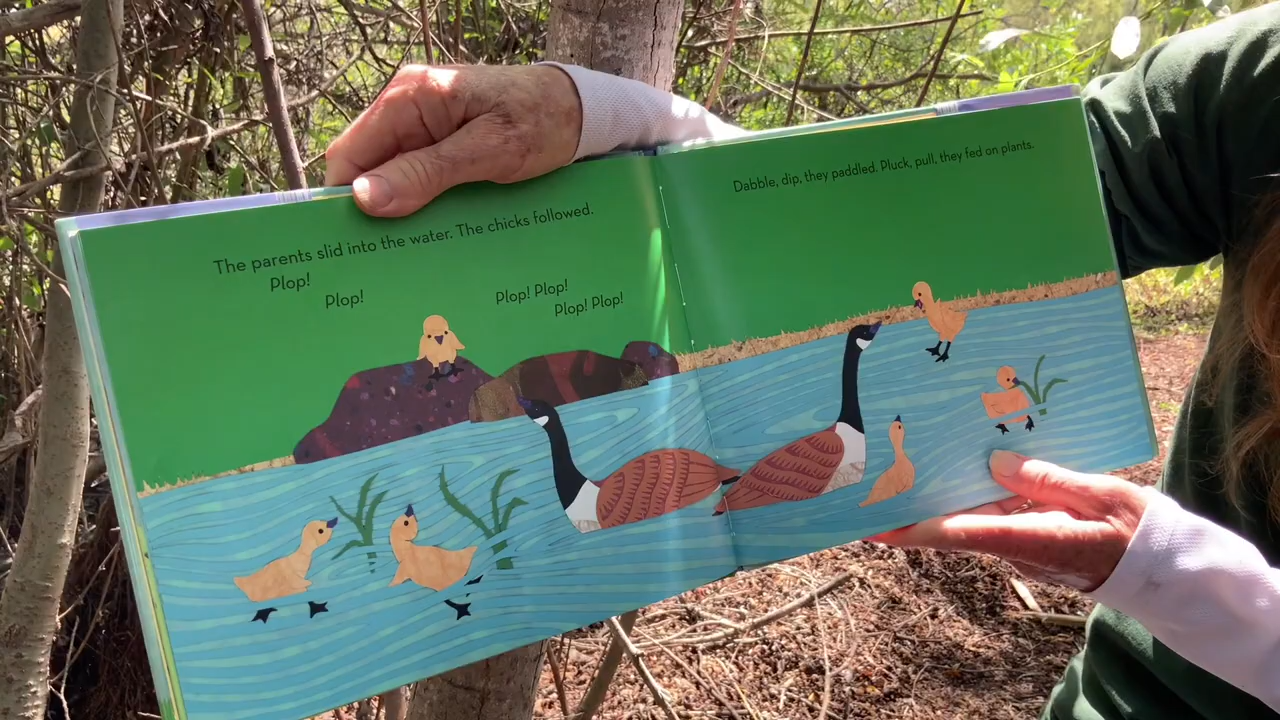 The parents slid into the water. The chicks followed.
Plop!
Plop!
Plop! Plop!
Plop! Plop!
Dabble, dip, they paddled. Pluck, pull, they fed on plants.